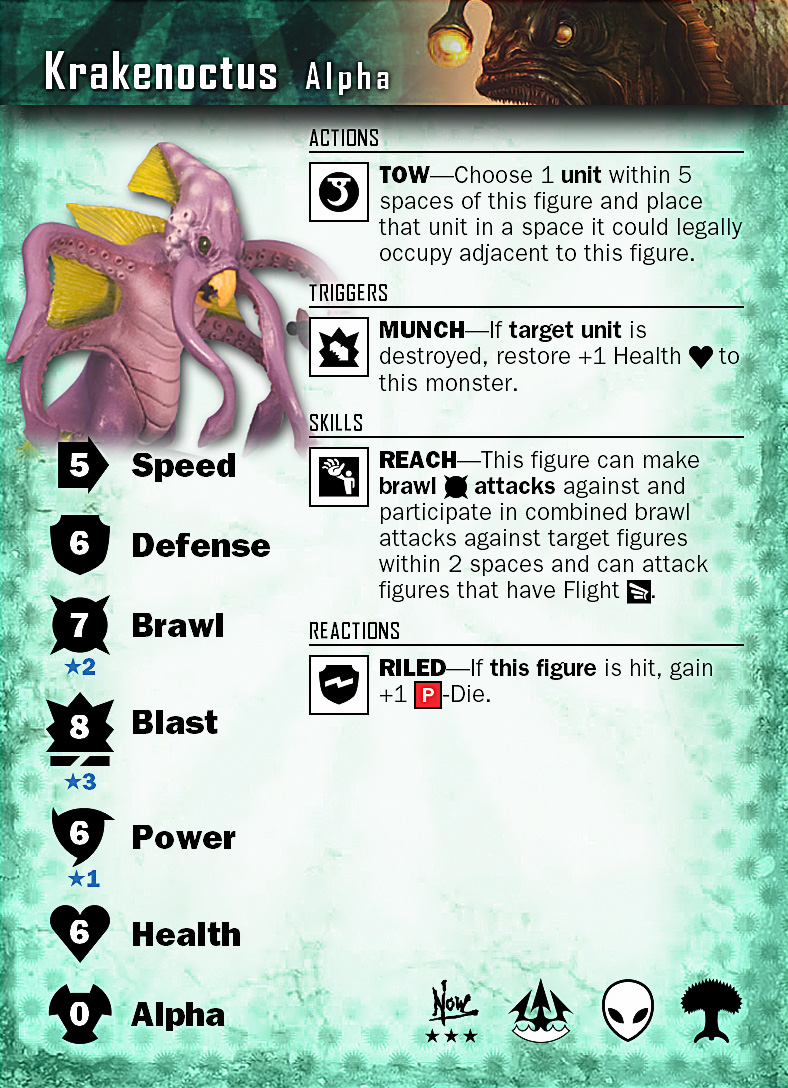 Krakenoctus Alpha
ACTIONS
TOW—Choose 1 unit within 5
spaces of this figure and place
that unit in a space it could legally
occupy adjacent to this figure.
TRIGGERS
MUNCH—If target unit is
destroyed, restore +1 Health ♥ to
this monster.
SKILLS
REACH—This figure can make
brawl attacks against and
participate in combined brawl
attacks against target figures
within 2 spaces and can attack
figures that have Flight .
REACTIONS
RILED—If this figure is hit, gain
+1 P-Die.
5 Speed
6 Defense
7 Brawl
★2
8 Blast
★3
6 Power
★1
6 Health
0 Alpha
Now
★★★